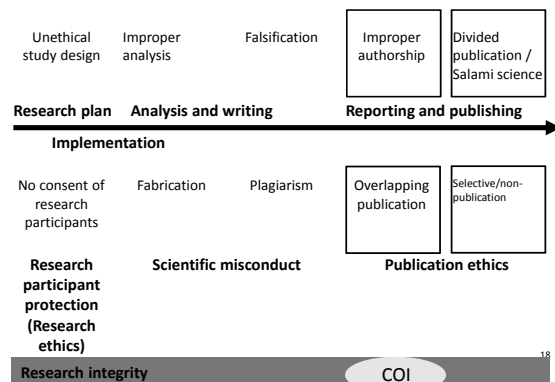 Unethical
study design
Improper
analysis
Falsification
Improper
authorship
Divided
publication /
Salami science
Research plan
Analysis and writing
Reporting and publishing
Implementation
No consent of
research
participants
Fabrication
Plagiarism
Overlapping
publication
Selective/non-
publication
Research
participant
protection
(Research
ethics)
Scientific misconduct
Publication ethics
18
Research integrity
COI